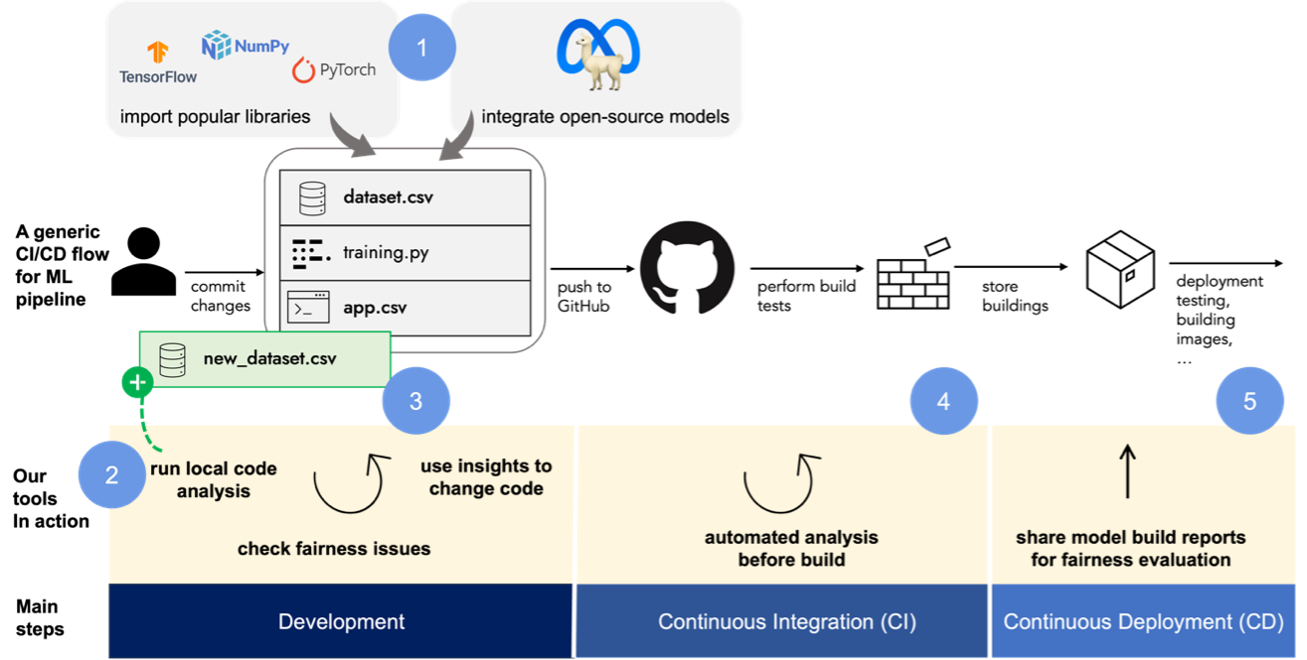 TensorFlow
NumPy
PyTorch
import popular libraries
1
integrate open-source models
A generic
CI/CD flow
for ML
pipeline
commit
changes
dataset.csv
training.py
app.csv
new_dataset.csv
+
push to
GitHub
perform build
tests
store
buildings
deployment
testing,
building
images,
...
3
4
5
Our
tools
In action
2
run local code
analysis
use insights to
change code
check fairness issues
automated analysis
before build
share model build reports
for fairness evaluation
Main
steps
Development
Continuous Integration (CI)
Continuous Deployment (CD)